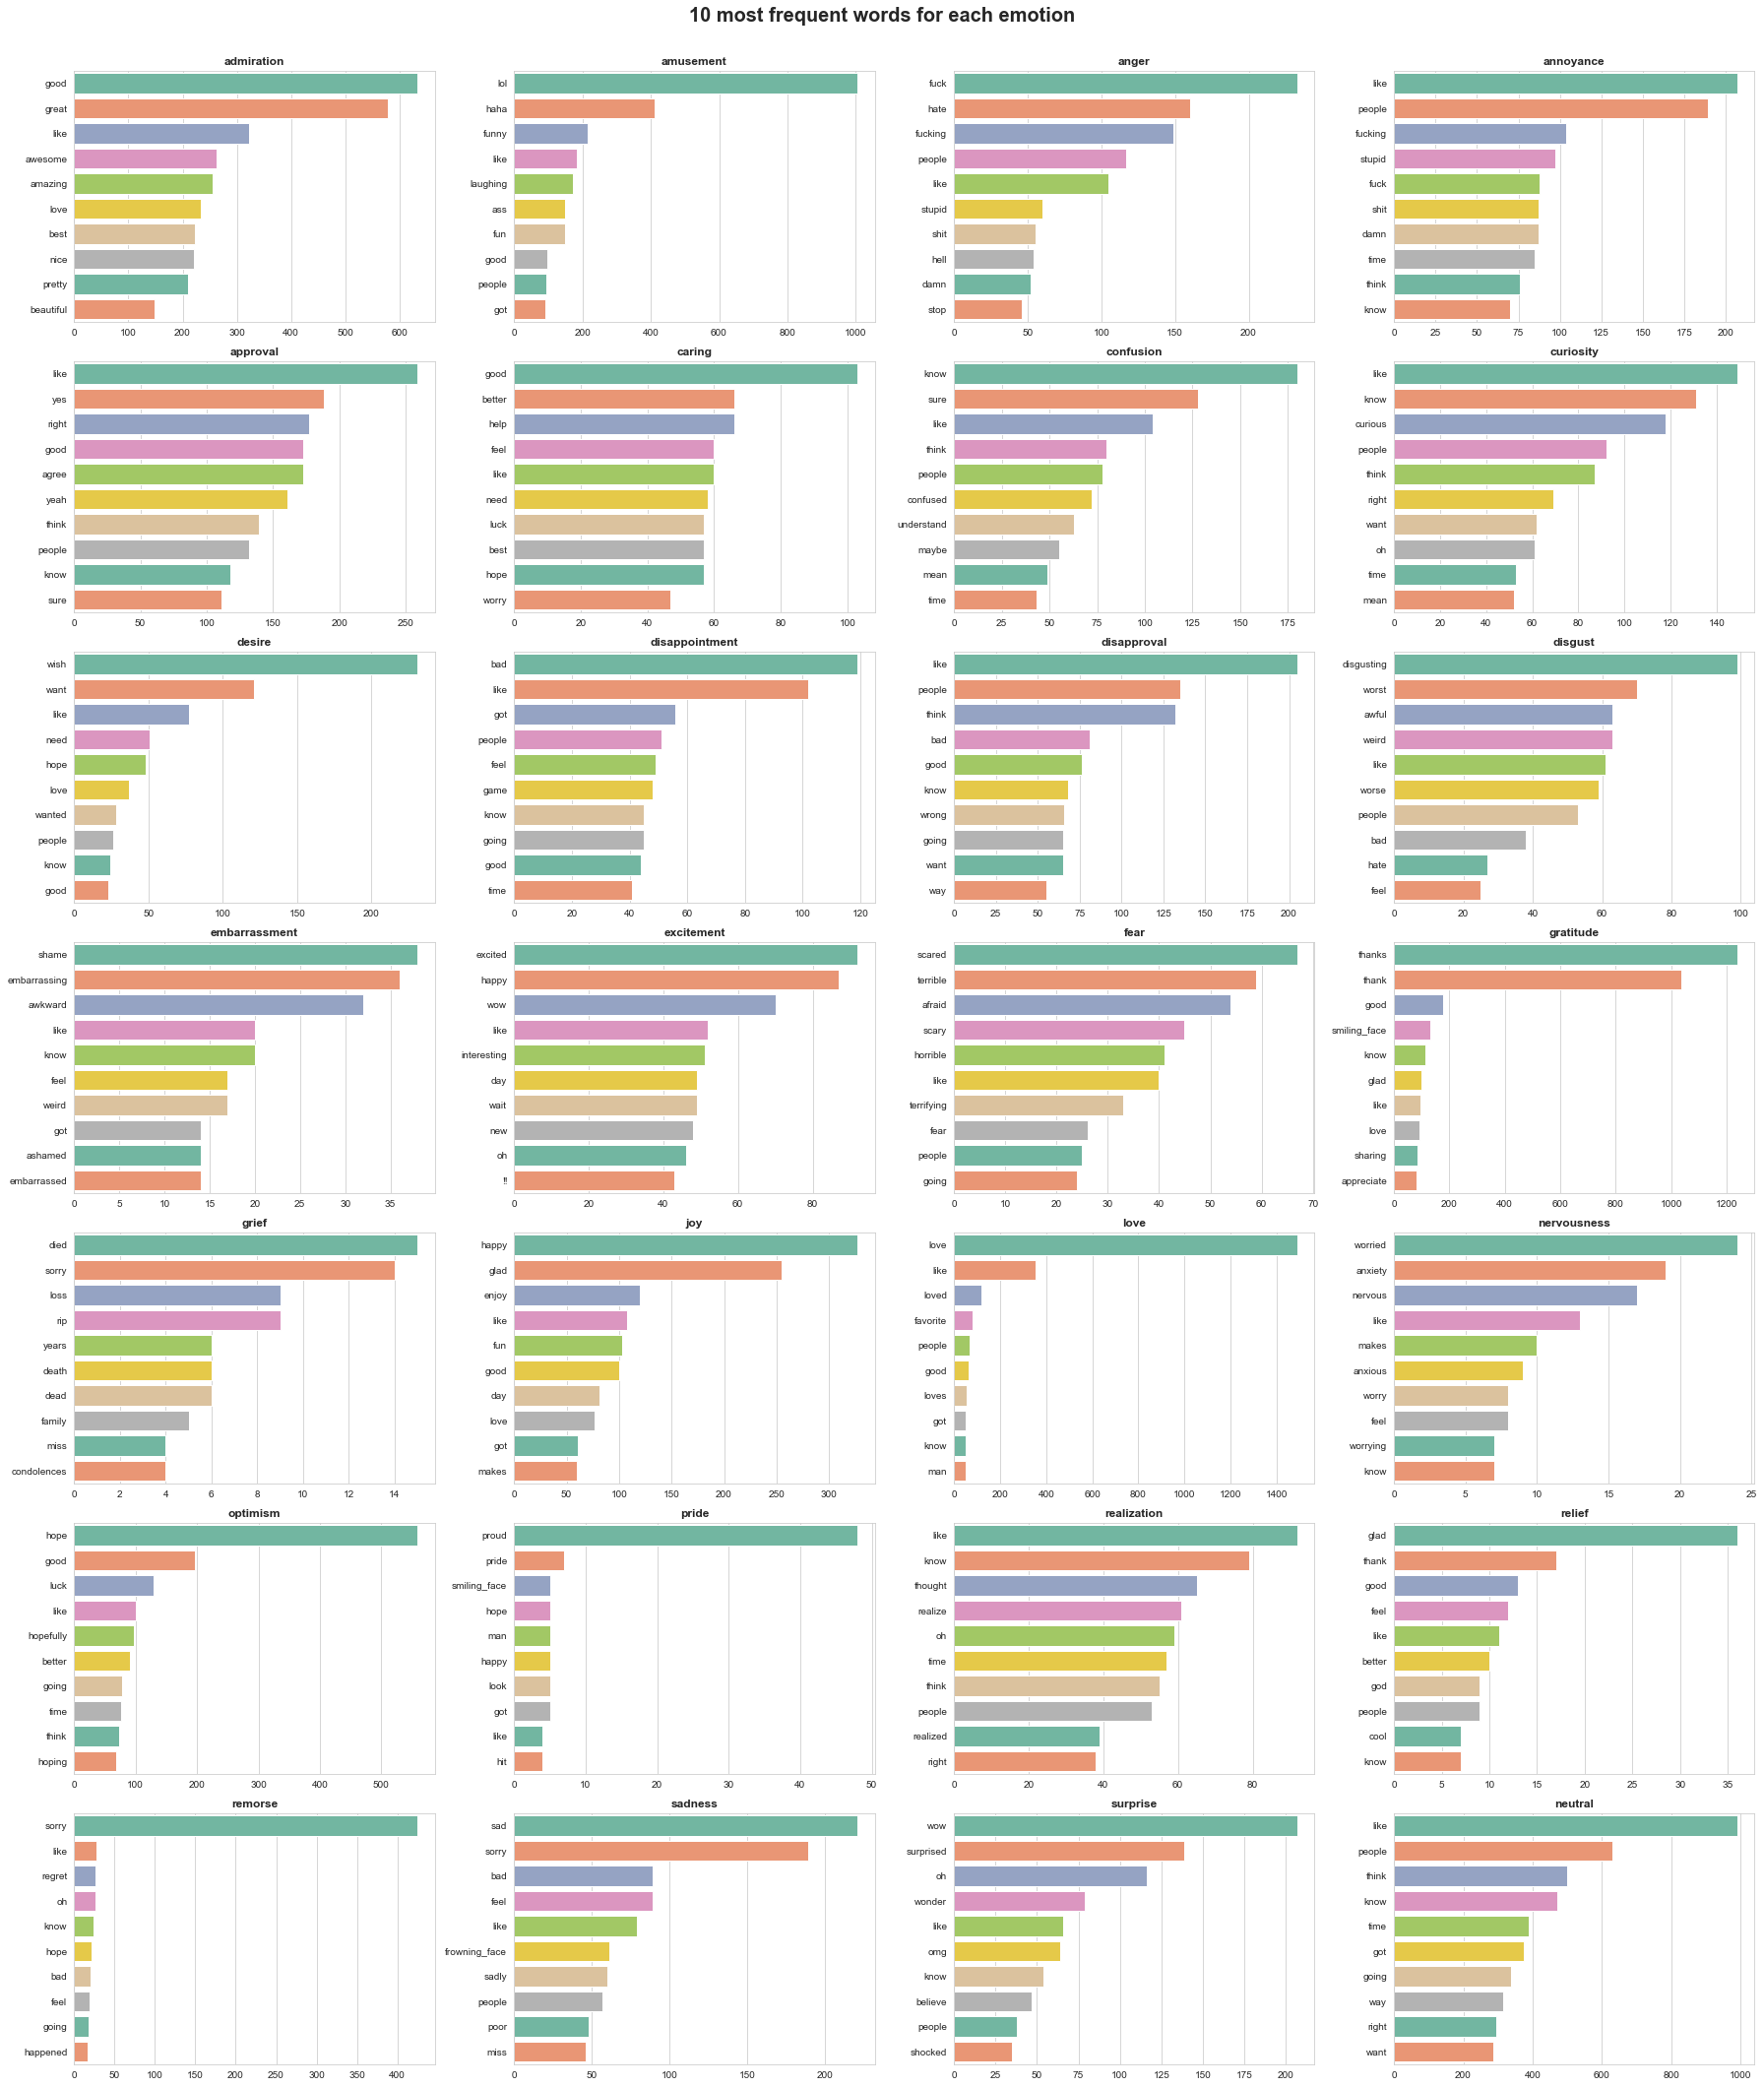 10 most frequent words for each emotion
admiration
good
great
like
awesome
amazing
love
best
nice
pretty
beautiful
0 100 200 300 400 500 600
amusement
lol
haha
funny
like
laughing
ass
fun
good
people
got
0 200 400 600 800 1000
anger
fuck
hate
fucking
people
like
stupid
shit
hell
damn
stop
0 50 100 150 200
annoyance
like
people
fucking
stupid
fuck
shit
damn
time
think
know
0 25 50 75 100 125 150 175 200
approval
like
yes
right
good
agree
yeah
think
people
know
sure
0 50 100 150 200 250
caring
good
better
help
feel
like
need
luck
best
hope
worry
0 20 40 60 80 100
confusion
know
sure
like
think
people
confused
understand
maybe
mean
time
0 25 50 75 100 125 150 175
curiosity
like
know
curious
people
think
right
want
oh
time
mean
0 20 40 60 80 100 120 140
desire
wish
want
like
need
hope
love
wanted
people
know
good
0 50 100 150 200
disappointment
bad
like
got
people
feel
game
know
going
good
time
0 20 40 60 80 100 120
disapproval
like
people
think
bad
good
know
wrong
going
want
way
0 25 50 75 100 125 150 175 200
disgust
disgusting
worst
awful
weird
like
worse
people
bad
hate
feel
0 20 40 60 80 100
embarrassment
shame
embarrassing
awkward
like
know
feel
weird
got
ashamed
embarrassed
0 5 10 15 20 25 30 35
excitement
excited
happy
wow
like
interesting
day
wait
new
oh
!!
0 20 40 60 80
fear
scared
terrible
afraid
scary
horrible
like
terrifying
fear
people
going
0 10 20 30 40 50 60 70
gratitude
thanks
thank
good
smiling_face
know
glad
like
love
sharing
appreciate
0 200 400 600 800 1000 1200
grief
died
sorry
loss
rip
years
death
dead
family
miss
condolences
0 2 4 6 8 10 12 14
joy
happy
glad
enjoy
like
fun
good
day
love
got
makes
0 50 100 150 200 250 300
love
love
like
loved
favorite
people
good
loves
got
know
man
0 200 400 600 800 1000 1200 1400
nervousness
worried
anxiety
nervous
like
makes
anxious
worry
feel
worrying
know
0 5 10 15 20 25
optimism
hope
good
luck
like
hopefully
better
going
time
think
hoping
0 100 200 300 400 500
pride
proud
pride
smiling_face
hope
man
happy
look
got
like
hit
0 10 20 30 40 50
realization
like
know
thought
realize
oh
time
think
people
realized
right
0 20 40 60 80
relief
glad
thank
good
feel
like
better
god
people
cool
know
0 5 10 15 20 25 30 35
remorse
sorry
like
regret
oh
know
hope
bad
feel
going
happened
0 50 100 150 200 250 300 350 400
sadness
sad
sorry
bad
feel
like
frowning_face
sadly
people
poor
miss
0 50 100 150 200
surprise
wow
surprised
oh
wonder
like
omg
know
believe
people
shocked
0 25 50 75 100 125 150 175 200
neutral
like
people
think
know
time
got
going
way
right
want
0 200 400 600 800 1000